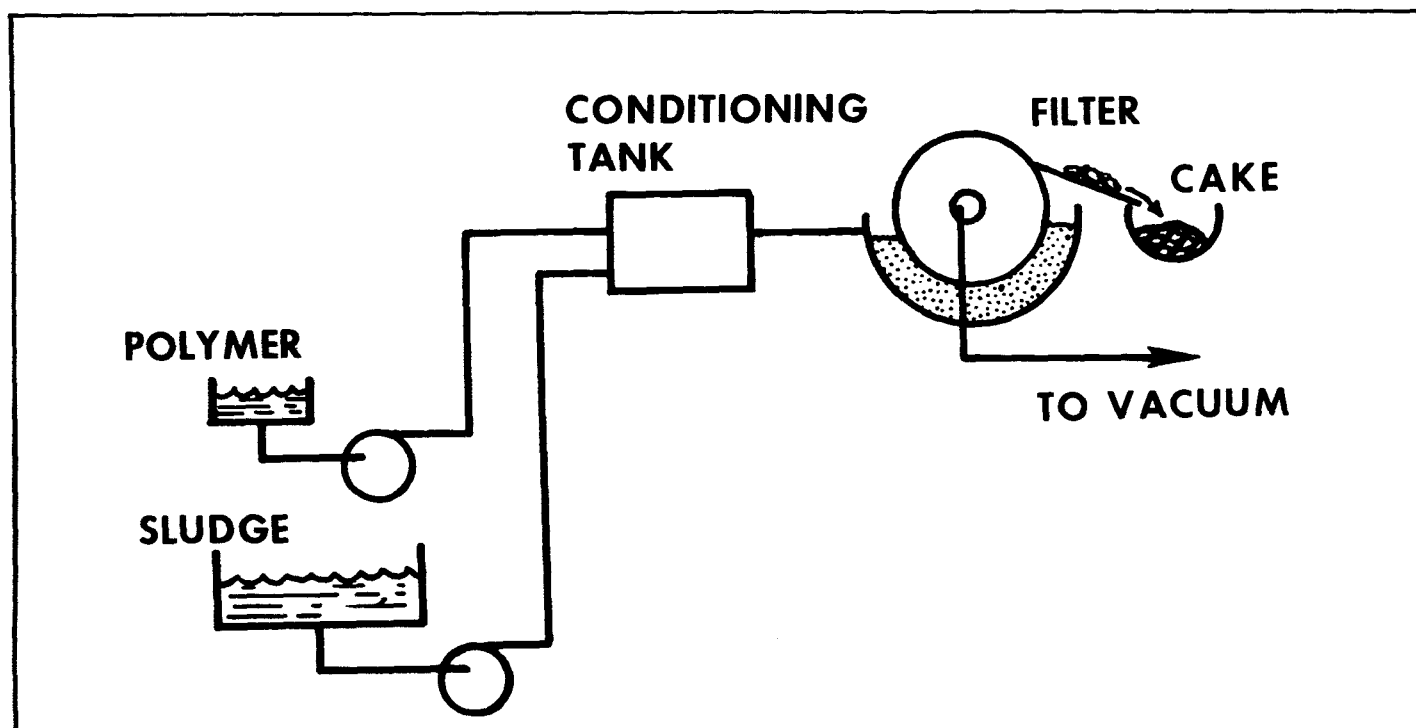 CONDITIONING
TANK
FILTER
CAKE
POLYMER
TO VACUUM
SLUDGE